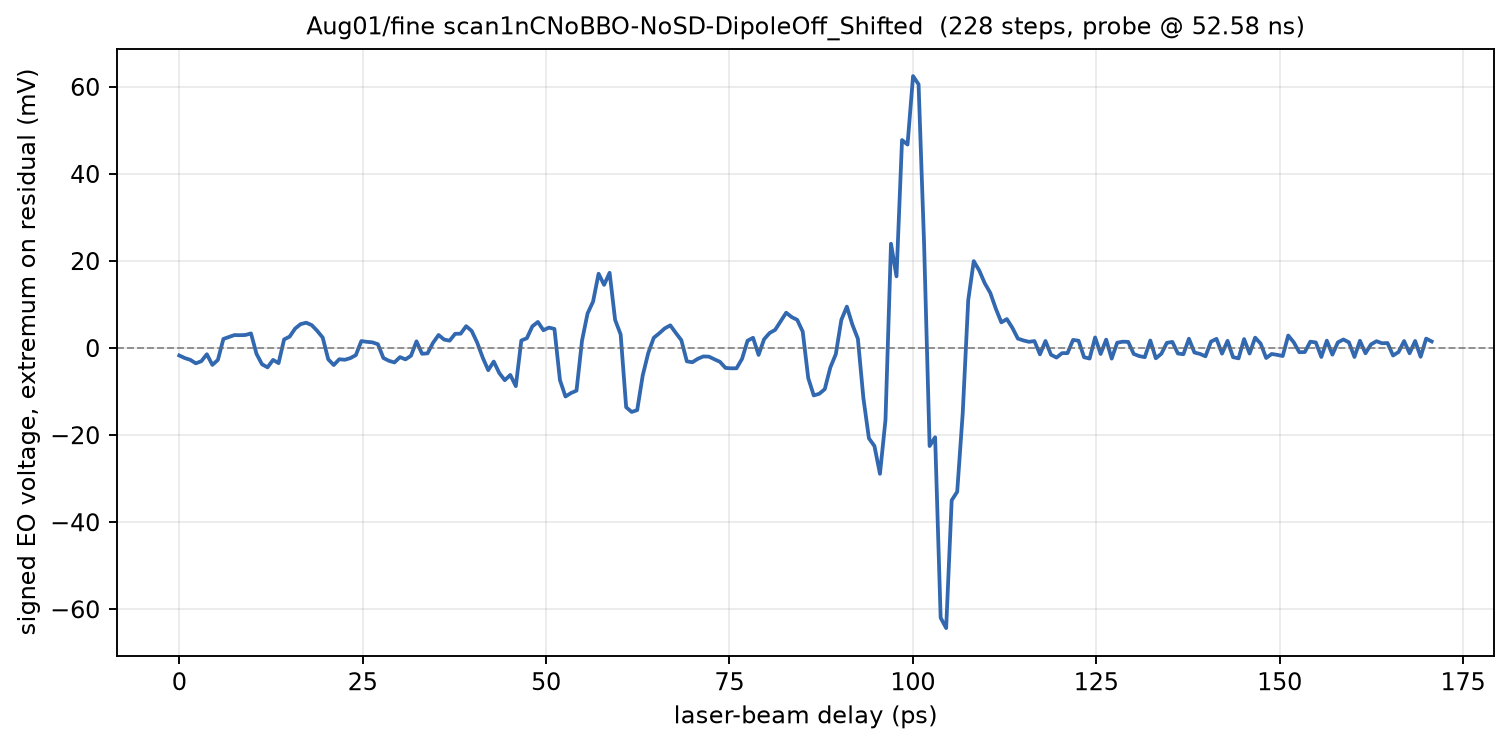 Aug01/fine scan1nCNoBBO-NoSD-DipoleOff_Shifted  (228 steps, probe @ 52.58 ns)
signed EO voltage, extremum on residual (mV)
60
40
20
0
−20
−40
−60
0 25 50 75 100 125 150 175
laser-beam delay (ps)